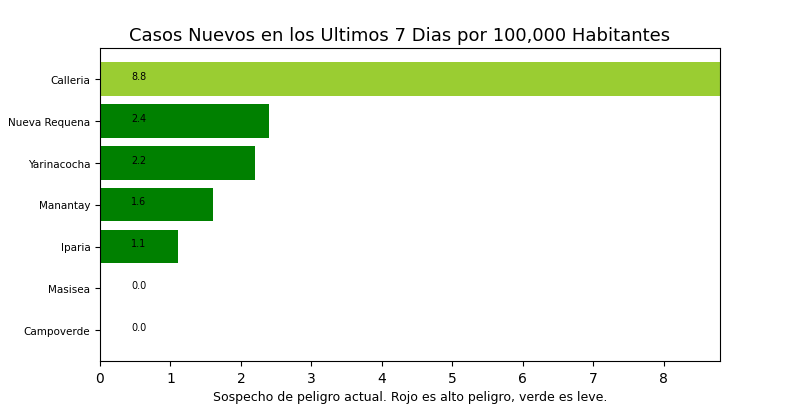 Casos Nuevos en los Ultimos 7 Dias por 100,000 Habitantes
Calleria 8.8
Nueva Requena 2.4
Yarinacocha 2.2
Manantay 1.6
Iparia 1.1
Masisea 0.0
Campoverde 0.0
0 1 2 3 4 5 6 7 8
Sospecho de peligro actual. Rojo es alto peligro, verde es leve.